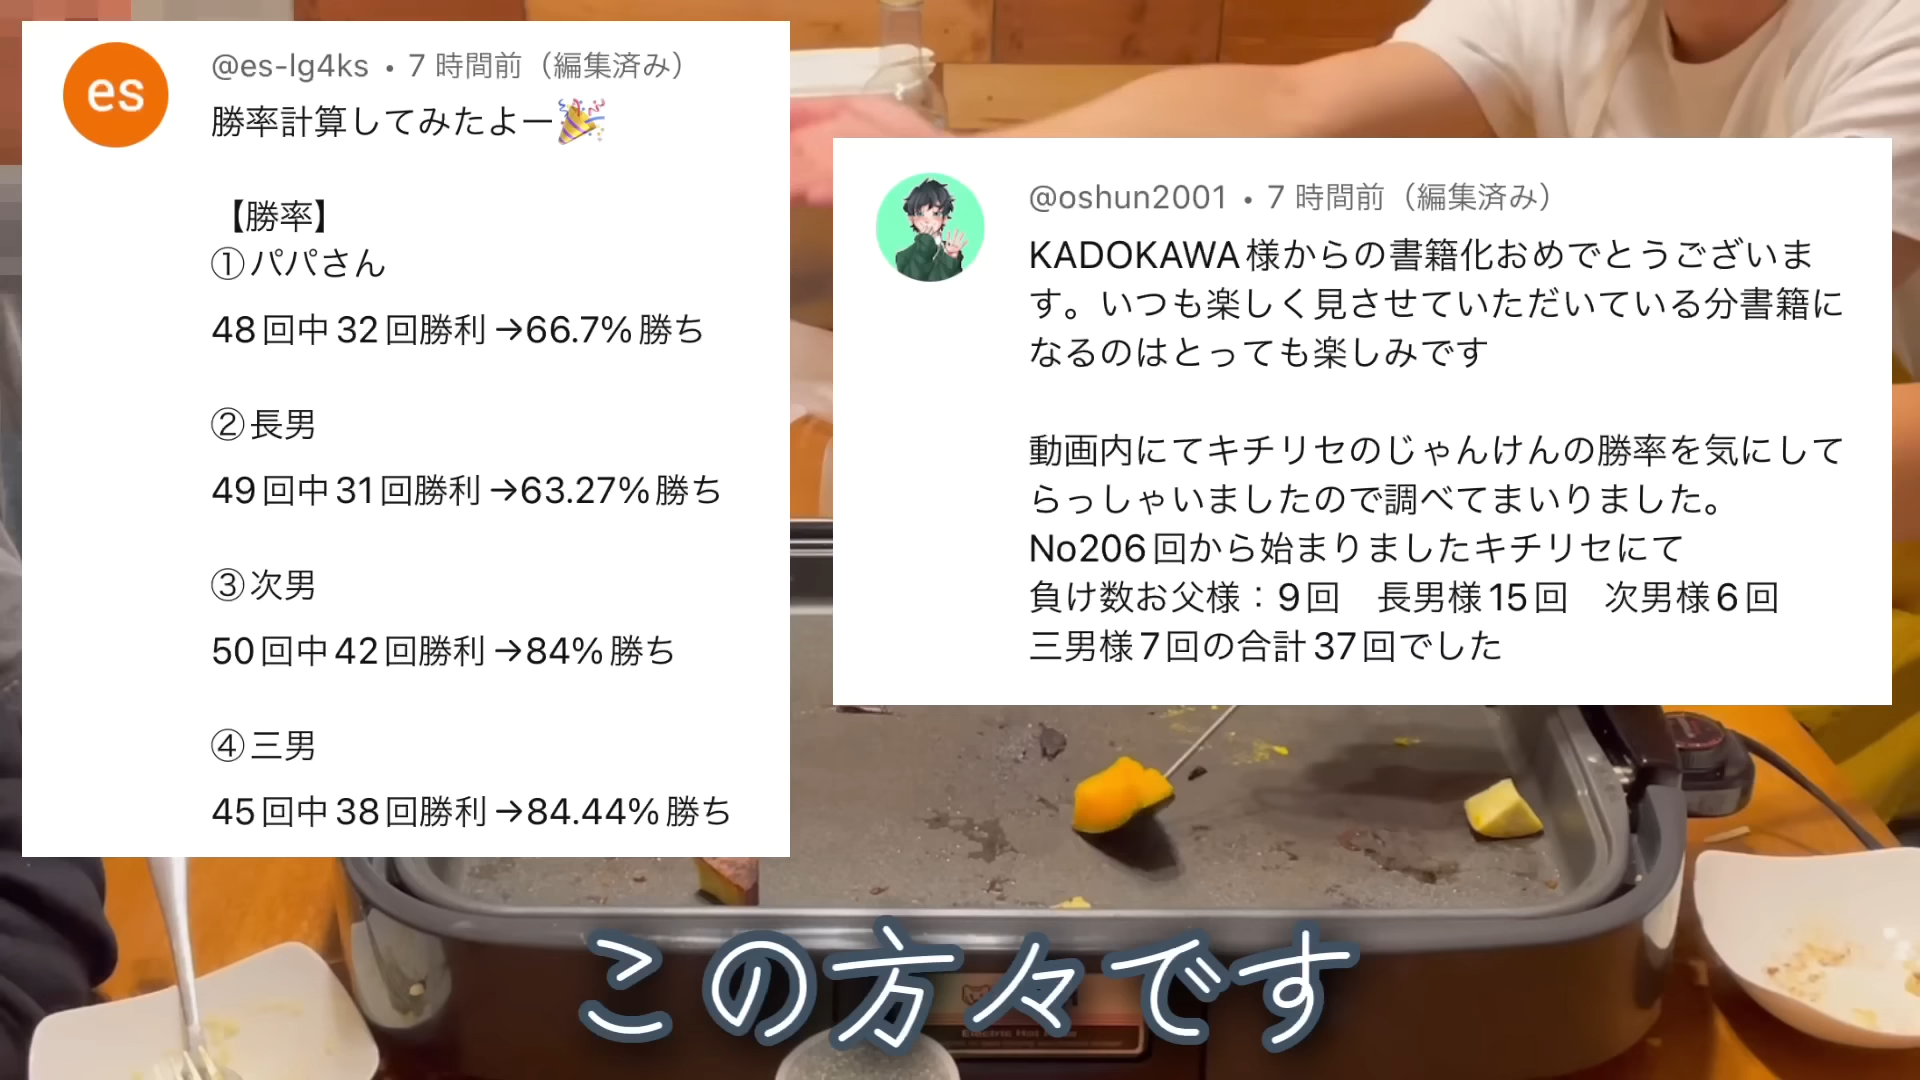 es
@es-lg4ks • 7 時間前（編集済み）
勝率計算してみたよー🎉
【勝率】
①パパさん
48回中32回勝利→66.7%勝ち
②長男
49回中31回勝利→63.27%勝ち
③次男
50回中42回勝利→84%勝ち
④三男
45回中38回勝利→84.44%勝ち
@oshun2001 • 7 時間前（編集済み）
KADOKAWA様からの書籍化おめでとうございま
す。いつも楽しく見させていただいている分書籍に
なるのはとっても楽しみです
動画内にてキチリセのじゃんけんの勝率を気にして
らっしゃいましたので調べてまいりました。
No206回から始まりましたキチリセにて
負け数お父様：9回　長男様15回　次男様6回
三男様7回の合計37回でした
この方々です